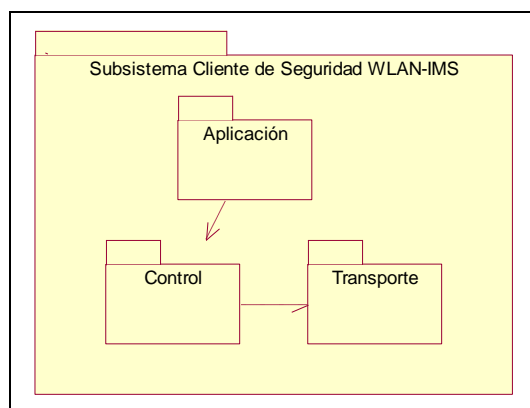 Subsistema Cliente de Seguridad WLAN-IMS
Aplicación
Control
Transporte